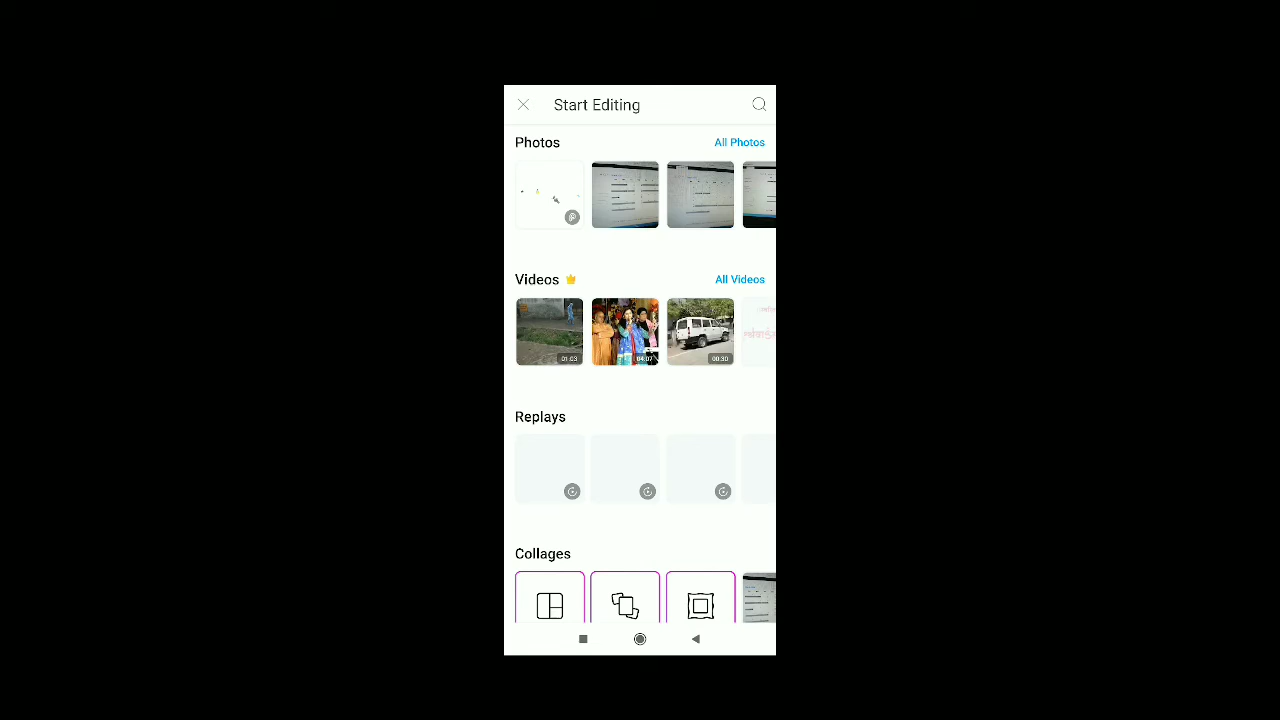 Start Editing
Photos
All Photos
Videos
All Videos
01:03
04:07
00:30
Replays
Collages